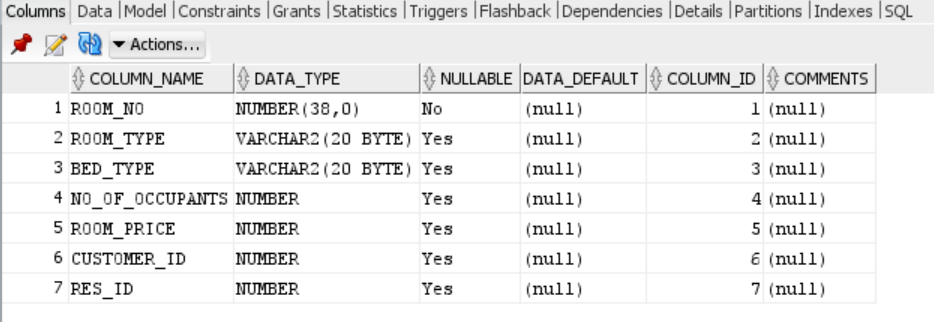 Columns | Data | Model | Constraints | Grants | Statistics | Triggers | Flashback | Dependencies | Details | Partitions | Indexes | SQL
Actions...
COLUMN_NAME DATA_TYPE NULLABLE DATA_DEFAULT COLUMN_ID COMMENTS
1 ROOM_NO NUMBER(38,0) No (null) 1 (null)
2 ROOM_TYPE VARCHAR2(20 BYTE) Yes (null) 2 (null)
3 BED_TYPE VARCHAR2(20 BYTE) Yes (null) 3 (null)
4 NO_OF_OCCUPANTS NUMBER Yes (null) 4 (null)
5 ROOM_PRICE NUMBER Yes (null) 5 (null)
6 CUSTOMER_ID NUMBER Yes (null) 6 (null)
7 RES_ID NUMBER Yes (null) 7 (null)